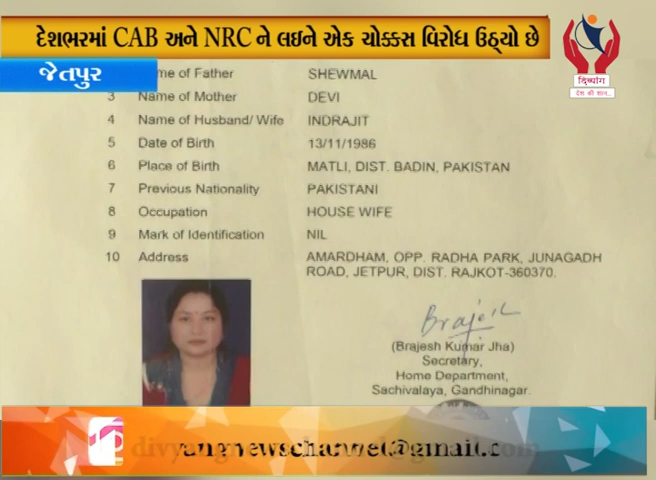 દેશભરમાં CAB અને NRC ને લઇને એક ચોક્કસ વિરોધ ઉઠ્યો છે
दिव्यांग
देश की शान...
જેતપુર
me of Father SHEWMAL
3 Name of Mother DEVI
4 Name of Husband/ Wife INDRAJIT
5 Date of Birth 13/11/1986
6 Place of Birth MATLI, DIST. BADIN, PAKISTAN
7 Previous Nationality PAKISTANI
8 Occupation HOUSE WIFE
9 Mark of Identification NIL
10 Address AMARDHAM, OPP. RADHA PARK, JUNAGADH
ROAD, JETPUR, DIST. RAJKOT-360370.
(Brajesh Kumar Jha)
Secretary,
Home Department,
Sachivalaya, Gandhinagar.
yangnewschannel@gmail.c